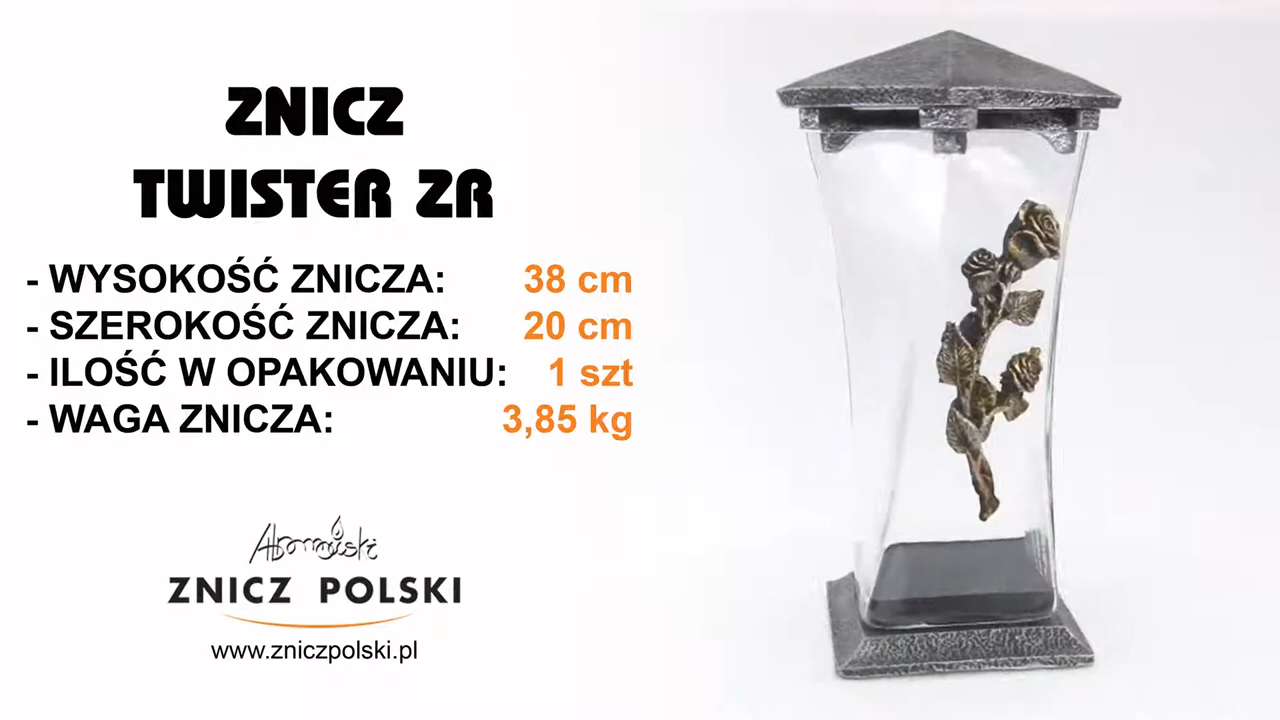 ZNICZ
TWISTER ZR
- WYSOKOŚĆ ZNICZA: 38 cm
- SZEROKOŚĆ ZNICZA: 20 cm
- ILOŚĆ W OPAKOWANIU: 1 szt
- WAGA ZNICZA: 3,85 kg
ZNICZ POLSKI
www.zniczpolski.pl